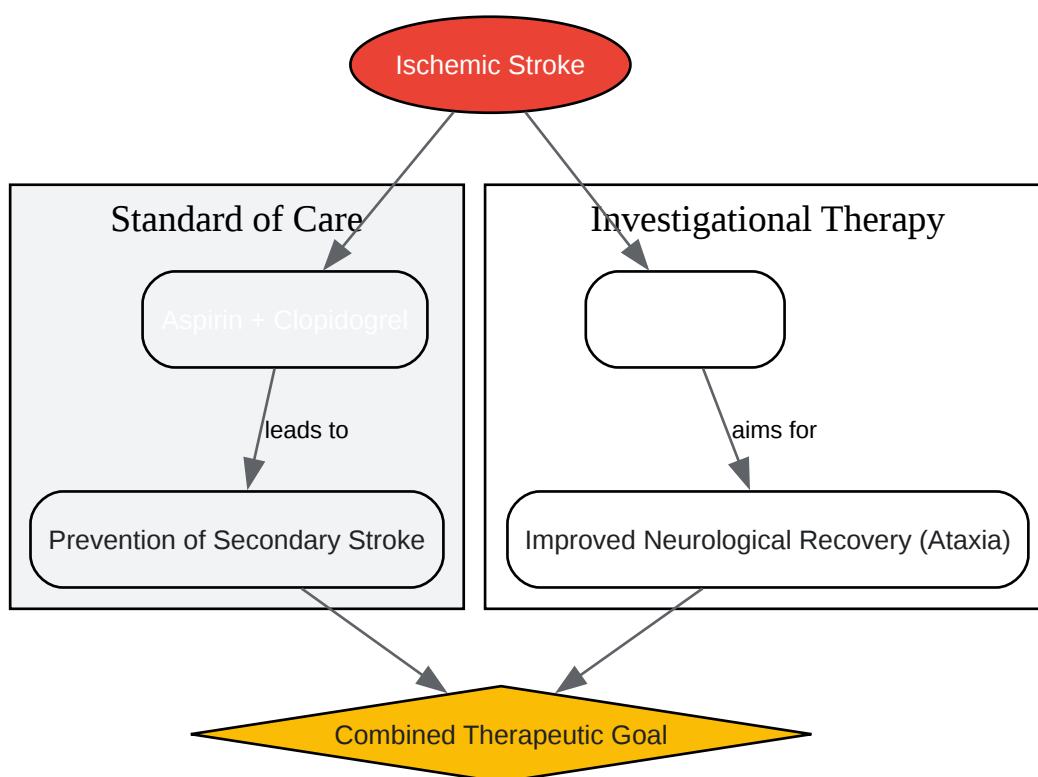 Ischemic Stroke
Standard of Care
Investigational Therapy
Aspirin + Clopidogrel
leads to
aims for
Prevention of Secondary Stroke
Improved Neurological Recovery (Ataxia)
Combined Therapeutic Goal